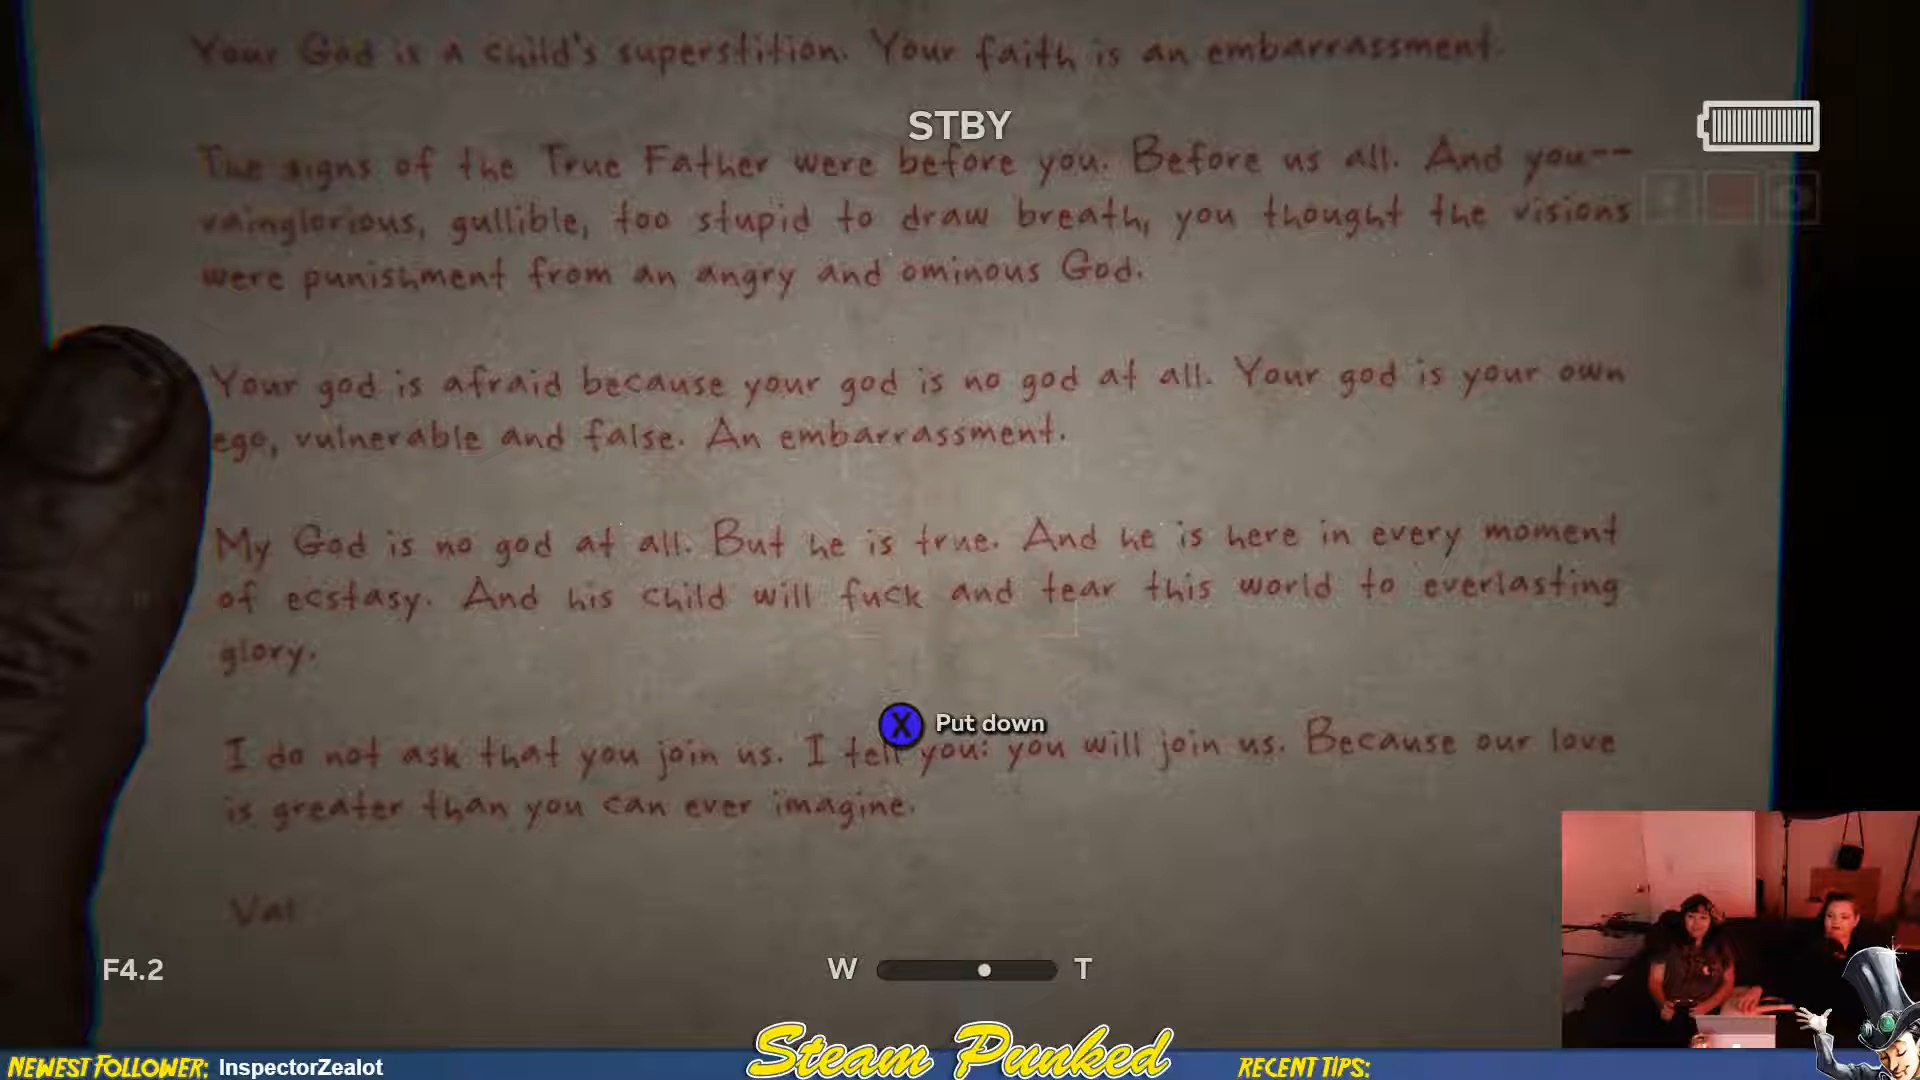 Your God is a child's superstition. Your faith is an embarrassment.
STBY
The signs of the True Father were before you. Before us all. And you--
vainglorious, gullible, too stupid to draw breath, you thought the visions
were punishment from an angry and ominous God.
Your god is afraid because your god is no god at all. Your god is your own
ego, vulnerable and false. An embarrassment.
My God is no god at all. But he is true. And he is here in every moment
of ecstasy. And his child will fuck and tear this world to everlasting
glory.
X Put down
I do not ask that you join us. I tell you: you will join us. Because our love
is greater than you can ever imagine.
Val
F4.2
W T
Steam Punked
NEWEST FOLLOWER: InspectorZealot
RECENT TIPS: